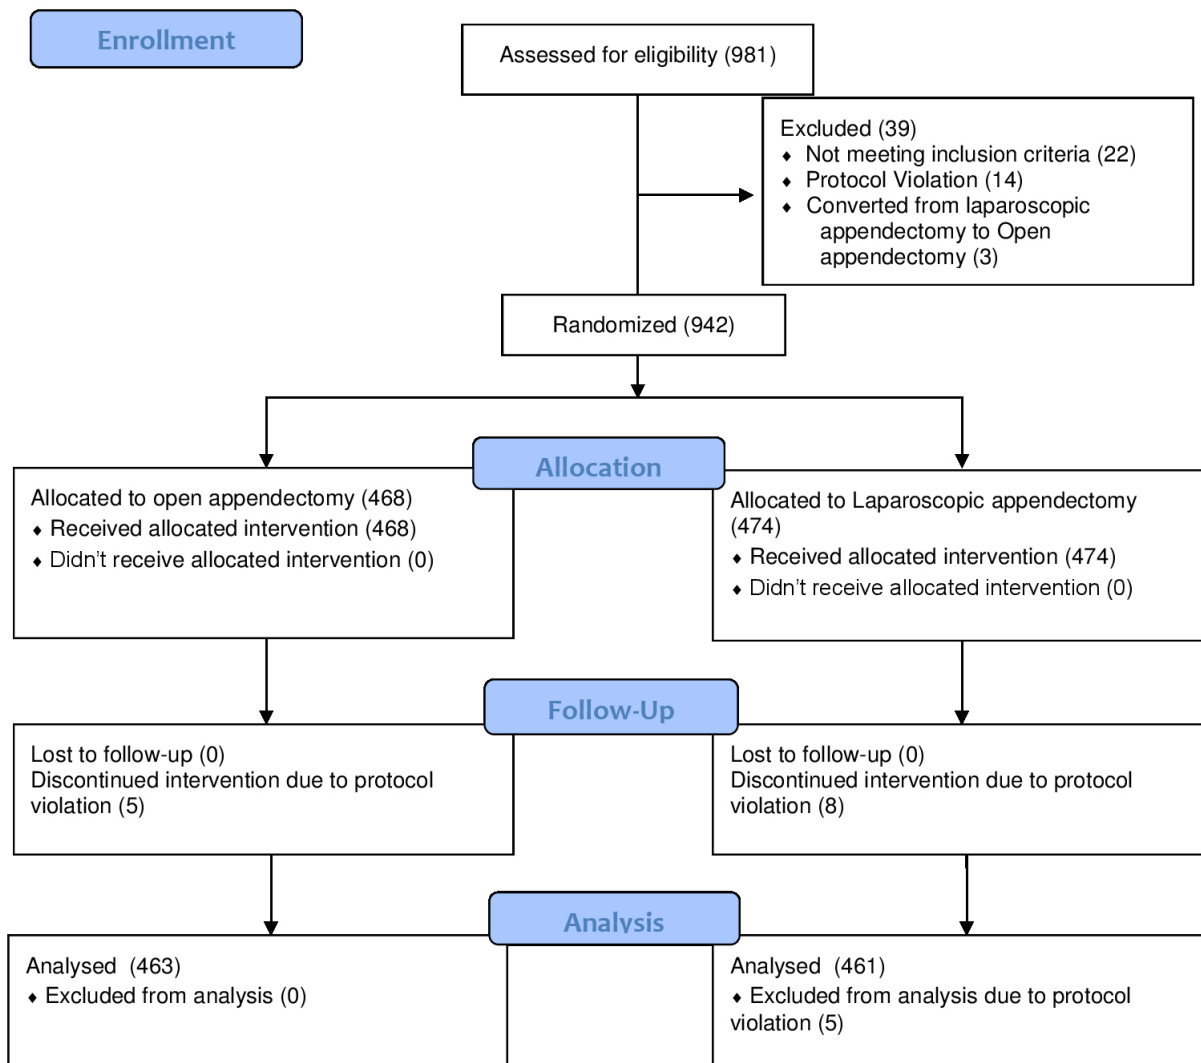 Enrollment
Assessed for eligibility (981)
Excluded (39)
♦ Not meeting inclusion criteria (22)
♦ Protocol Violation (14)
♦ Converted from laparoscopic
appendectomy to Open
appendectomy (3)
Randomized (942)
Allocation
Allocated to open appendectomy (468)
♦ Received allocated intervention (468)
♦ Didn't receive allocated intervention (0)
Allocated to Laparoscopic appendectomy
(474)
♦ Received allocated intervention (474)
♦ Didn't receive allocated intervention (0)
Follow-Up
Lost to follow-up (0)
Discontinued intervention due to protocol
violation (5)
Lost to follow-up (0)
Discontinued intervention due to protocol
violation (8)
Analysis
Analysed (463)
♦ Excluded from analysis (0)
Analysed (461)
♦ Excluded from analysis due to protocol
violation (5)